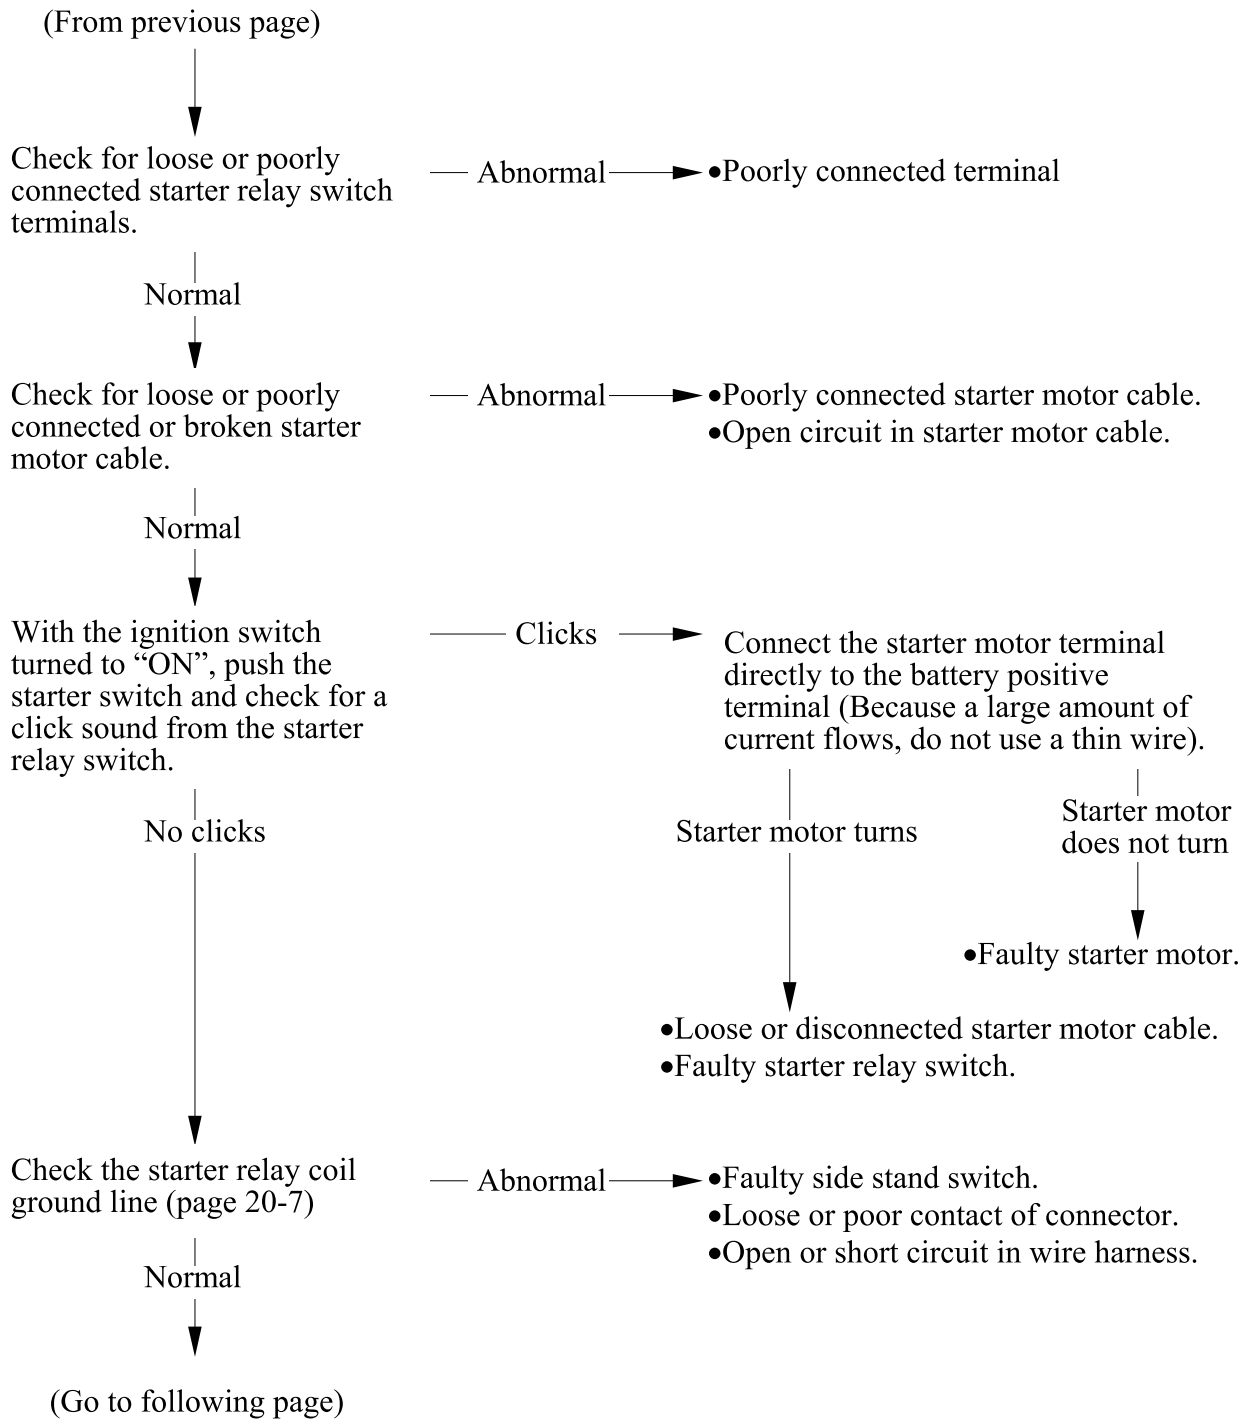 (From previous page)
Check for loose or poorly
connected starter relay switch
terminals.
Abnormal
•Poorly connected terminal
Normal
Check for loose or poorly
connected or broken starter
motor cable.
Abnormal
•Poorly connected starter motor cable.
•Open circuit in starter motor cable.
Normal
With the ignition switch
turned to “ON”, push the
starter switch and check for a
click sound from the starter
relay switch.
Clicks
Connect the starter motor terminal
directly to the battery positive
terminal (Because a large amount of
current flows, do not use a thin wire).
No clicks
Starter motor turns
Starter motor
does not turn
•Faulty starter motor.
•Loose or disconnected starter motor cable.
•Faulty starter relay switch.
Check the starter relay coil
ground line (page 20-7)
Abnormal
•Faulty side stand switch.
•Loose or poor contact of connector.
•Open or short circuit in wire harness.
Normal
(Go to following page)